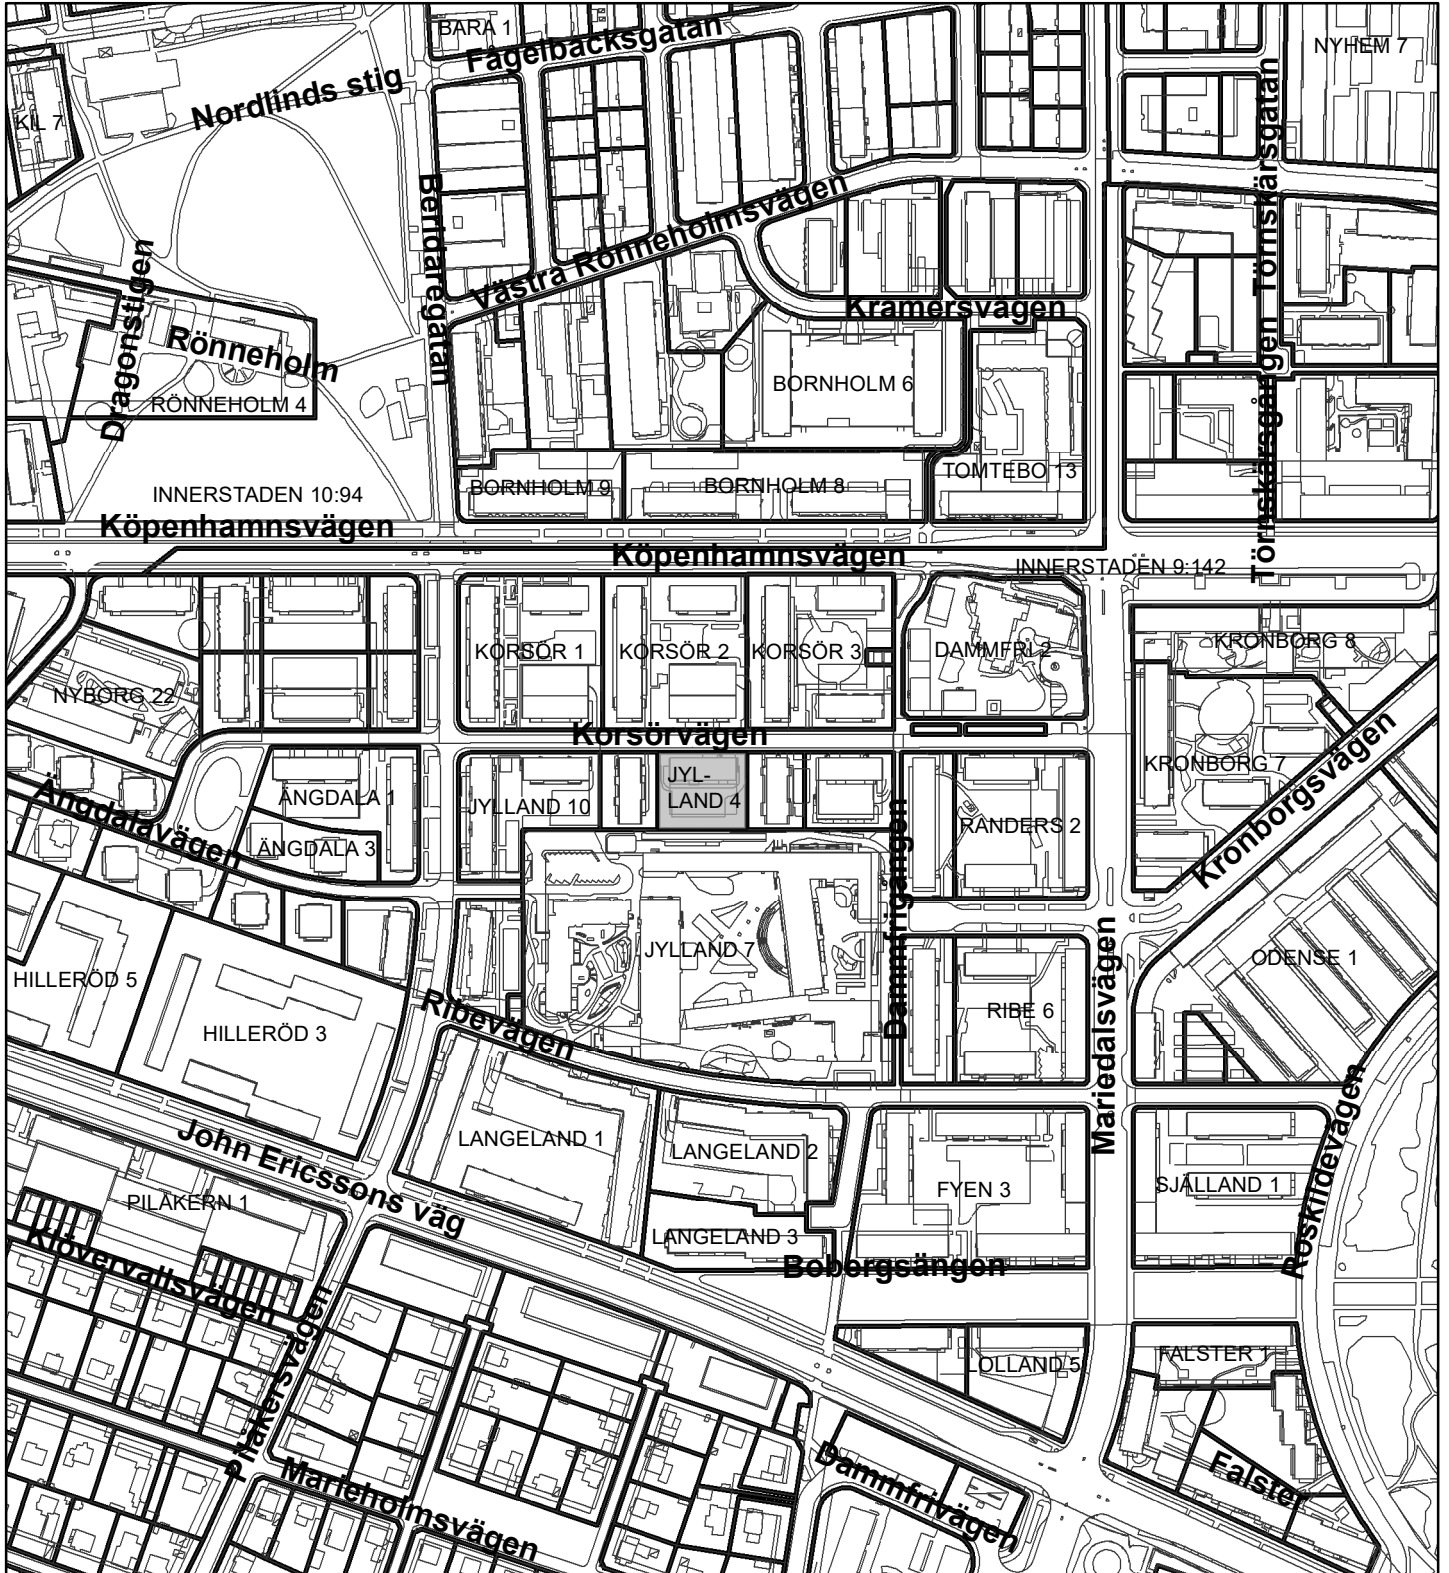 BARA 1
Fågelbacksgatan
NYHEM 7
Nordlinds stig
KIL 7
Törnskärsgatan
Beridaregatan
Västra Rönneholmsvägen
Dragonstigen
Kramersvägen
Rönneholm
BORNHOLM 6
RÖNNEHOLM 4
Törnskärsgången
TOMTEBO 13
BORNHOLM 9
BORNHOLM 8
INNERSTADEN 10:94
Köpenhamnsvägen
Köpenhamnsvägen
INNERSTADEN 9:142
KORSÖR 1
KORSÖR 2
KORSÖR 3
DAMMFRI 2
KRONBORG 8
NYBORG 22
Korsörvägen
KRONBORG 7
Kronborgsvägen
JYL-
LAND 4
ÄNGDALA 1
JYLLAND 10
Ängdalavägen
RANDERS 2
ÄNGDALA 3
Dammfrigången
JYLLAND 7
ODENSE 1
HILLERÖD 5
HILLERÖD 3
Ribevägen
RIBE 6
Mariedalsvägen
LANGELAND 1
LANGELAND 2
John Ericssons väg
FYEN 3
SJÄLLAND 1
Roskildevägen
PILÅKERN 1
LANGELAND 3
Klövervallsvägen
Bobergsängen
Pilåkersvägen
LOLLAND 5
FALSTER 1
Marieholmsvägen
Dammfrivägen
Falster